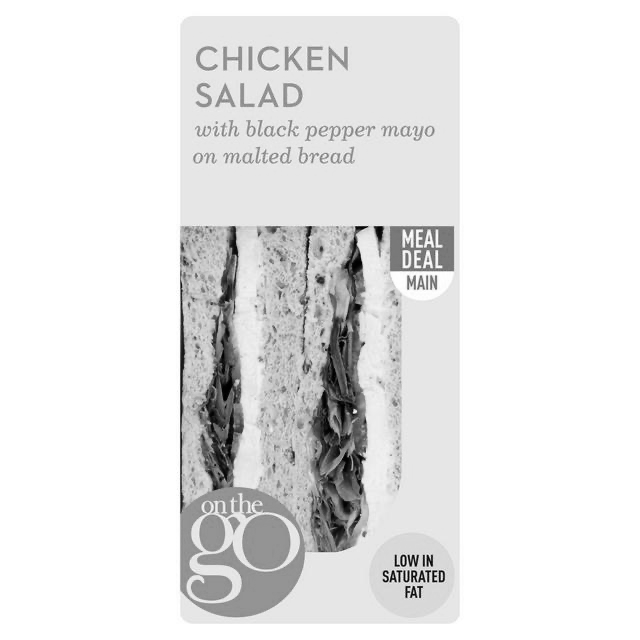 CHICKEN
SALAD
with black pepper mayo
on malted bread
MEAL
DEAL
MAIN
on the
go
LOW IN
SATURATED
FAT